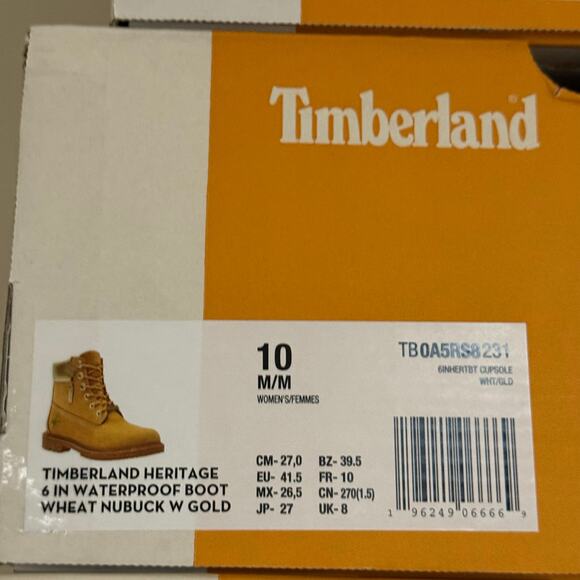 Timberland®
10
M/M
WOMEN'S/FEMMES
TB0A5RS8231
6INHERTBT CUPSOLE
WHT/GLD
TIMBERLAND HERITAGE
6 IN WATERPROOF BOOT
WHEAT NUBUCK W GOLD
CM- 27,0 BZ- 39.5
EU- 41.5 FR- 10
MX- 26,5 CN- 270(1.5)
JP- 27 UK- 8
1 96249 06666 9